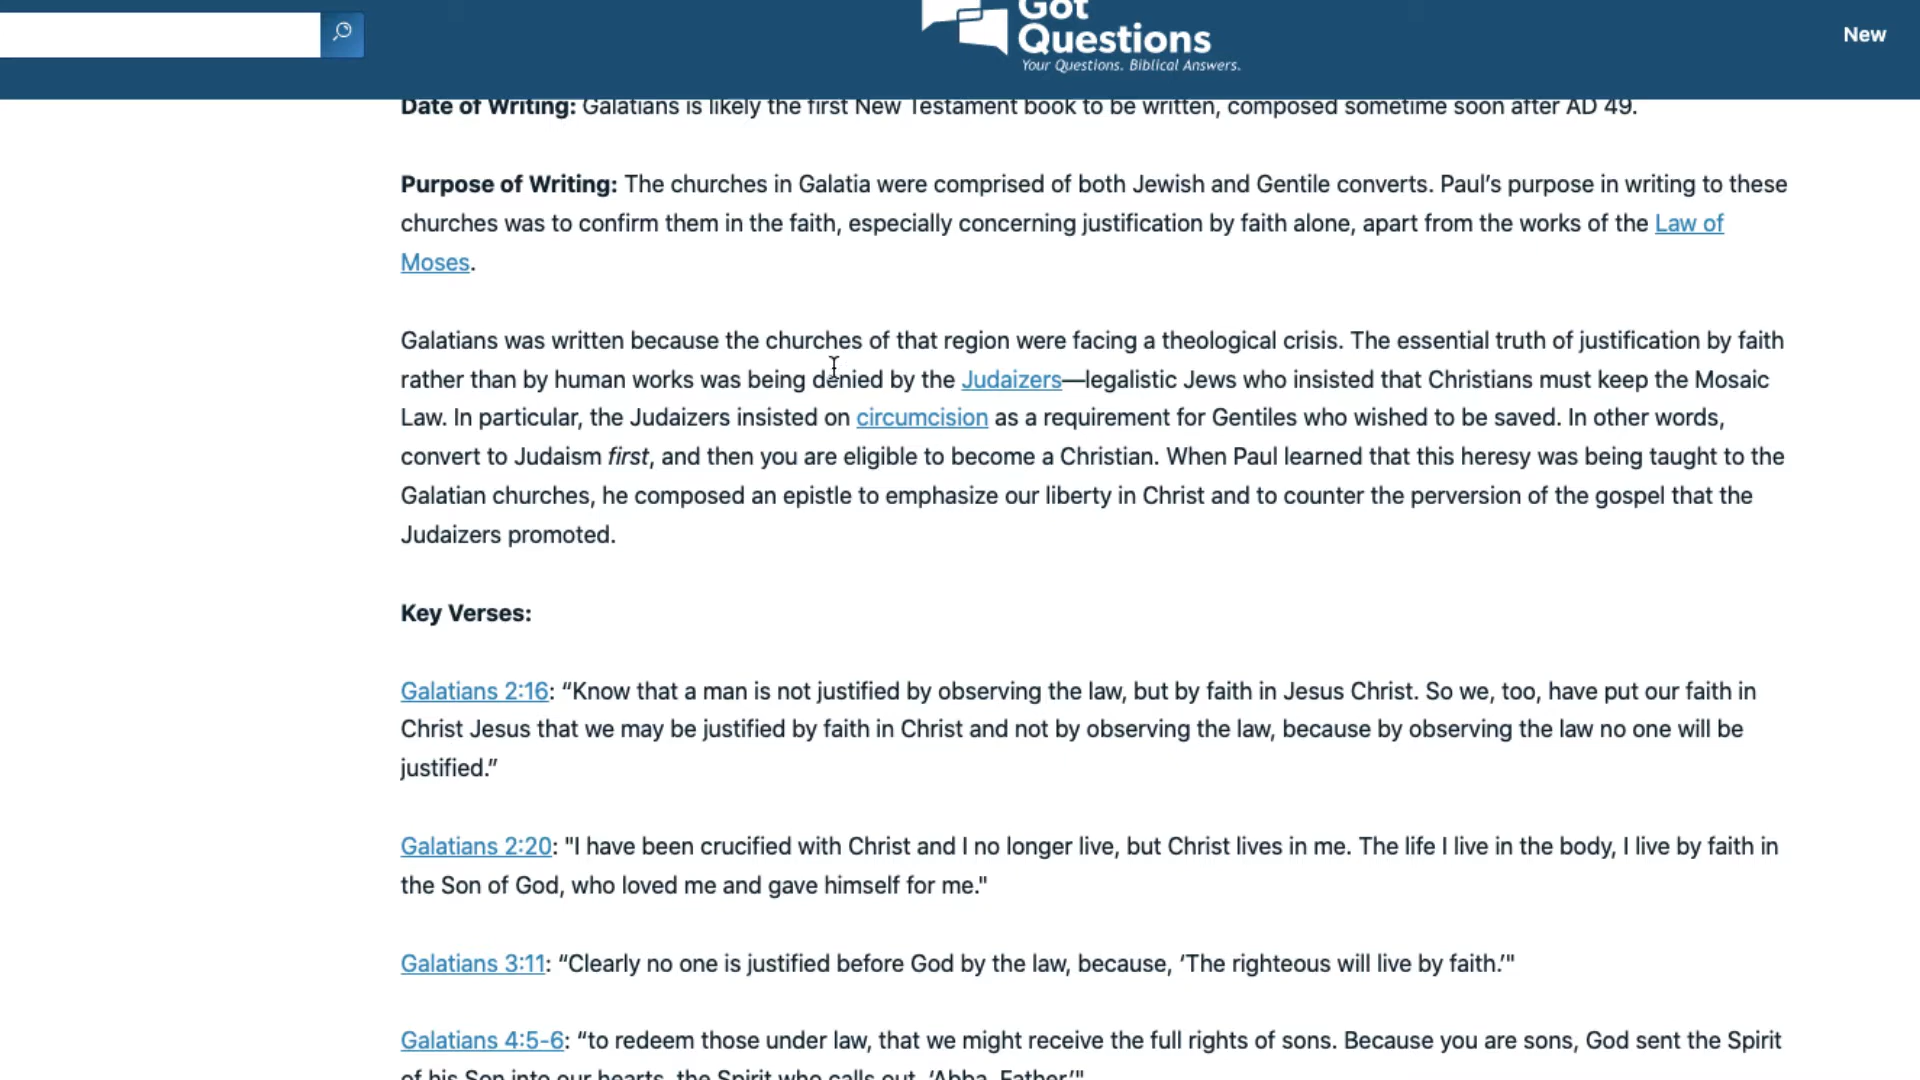 Got
Questions
Your Questions. Biblical Answers.
New
Date of Writing: Galatians is likely the first New Testament book to be written, composed sometime soon after AD 49.
Purpose of Writing: The churches in Galatia were comprised of both Jewish and Gentile converts. Paul’s purpose in writing to these
churches was to confirm them in the faith, especially concerning justification by faith alone, apart from the works of the Law of
Moses.
Galatians was written because the churches of that region were facing a theological crisis. The essential truth of justification by faith
rather than by human works was being denied by the Judaizers—legalistic Jews who insisted that Christians must keep the Mosaic
Law. In particular, the Judaizers insisted on circumcision as a requirement for Gentiles who wished to be saved. In other words,
convert to Judaism first, and then you are eligible to become a Christian. When Paul learned that this heresy was being taught to the
Galatian churches, he composed an epistle to emphasize our liberty in Christ and to counter the perversion of the gospel that the
Judaizers promoted.
Key Verses:
Galatians 2:16: “Know that a man is not justified by observing the law, but by faith in Jesus Christ. So we, too, have put our faith in
Christ Jesus that we may be justified by faith in Christ and not by observing the law, because by observing the law no one will be
justified.”
Galatians 2:20: "I have been crucified with Christ and I no longer live, but Christ lives in me. The life I live in the body, I live by faith in
the Son of God, who loved me and gave himself for me."
Galatians 3:11: “Clearly no one is justified before God by the law, because, ‘The righteous will live by faith.’"
Galatians 4:5-6: “to redeem those under law, that we might receive the full rights of sons. Because you are sons, God sent the Spirit
of his Son into our hearts, the Spirit who calls out, ‘Abba, Father.’"